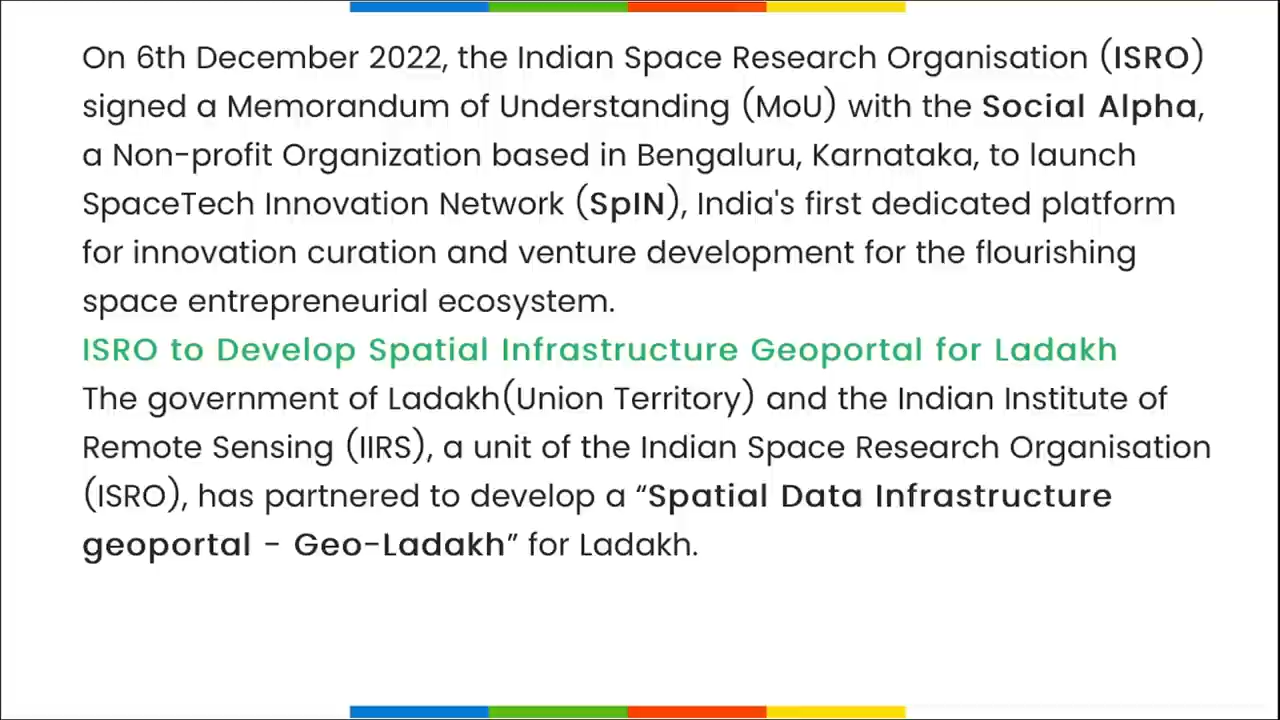 On 6th December 2022, the Indian Space Research Organisation (ISRO)
signed a Memorandum of Understanding (MoU) with the Social Alpha,
a Non-profit Organization based in Bengaluru, Karnataka, to launch
SpaceTech Innovation Network (SpIN), India's first dedicated platform
for innovation curation and venture development for the flourishing
space entrepreneurial ecosystem.
ISRO to Develop Spatial Infrastructure Geoportal for Ladakh
The government of Ladakh(Union Territory) and the Indian Institute of
Remote Sensing (IIRS), a unit of the Indian Space Research Organisation
(ISRO), has partnered to develop a “Spatial Data Infrastructure
geoportal - Geo-Ladakh” for Ladakh.